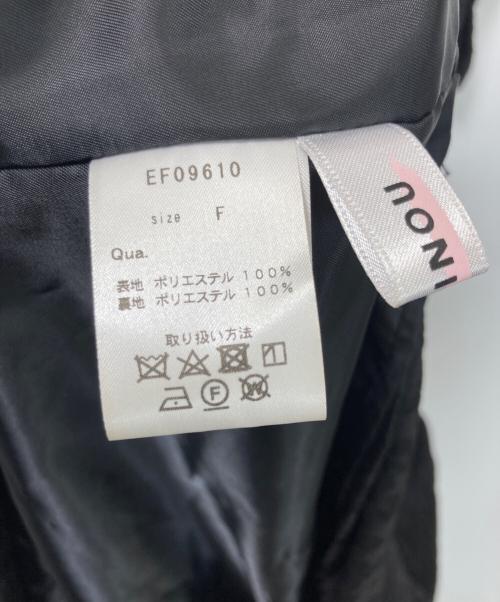 EF09610
size F
Qua.
表地 ポリエステル 100%
裏地 ポリエステル 100%
取り扱い方法
F
W
NOU